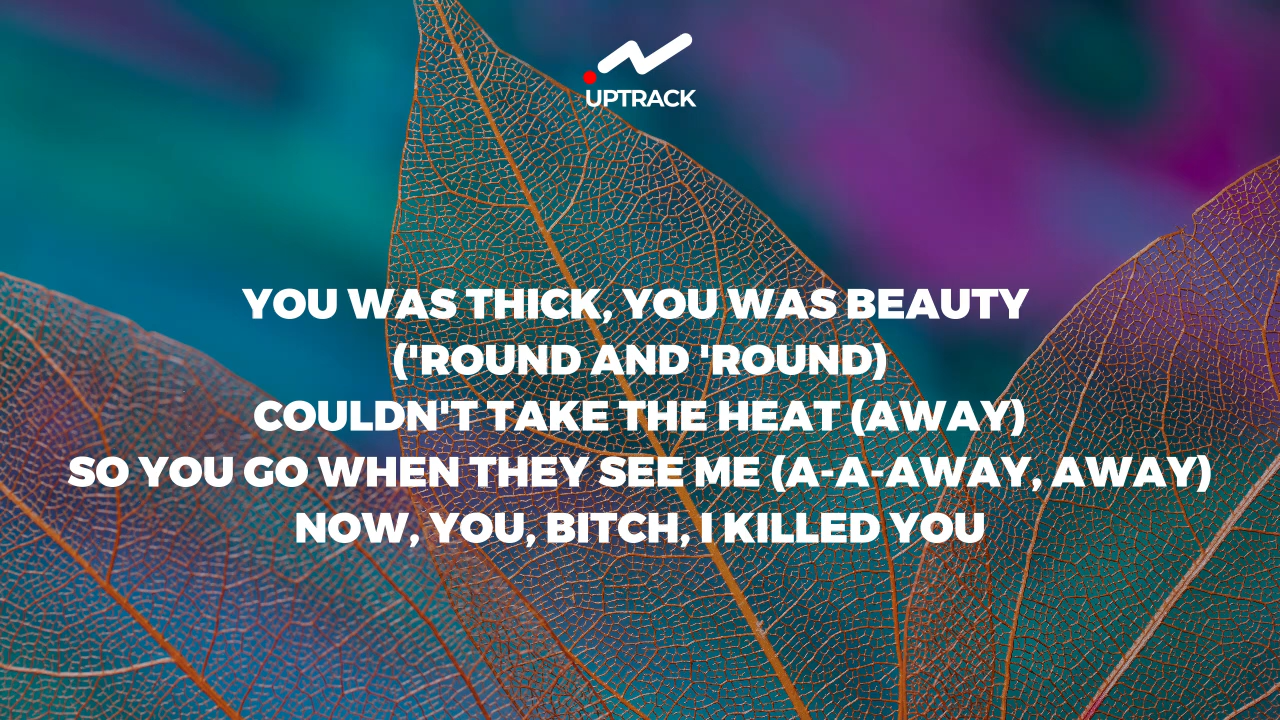 UPTRACK
YOU WAS THICK, YOU WAS BEAUTY
('ROUND AND 'ROUND)
COULDN'T TAKE THE HEAT (AWAY)
SO YOU GO WHEN THEY SEE ME (A-A-AWAY, AWAY)
NOW, YOU, BITCH, I KILLED YOU